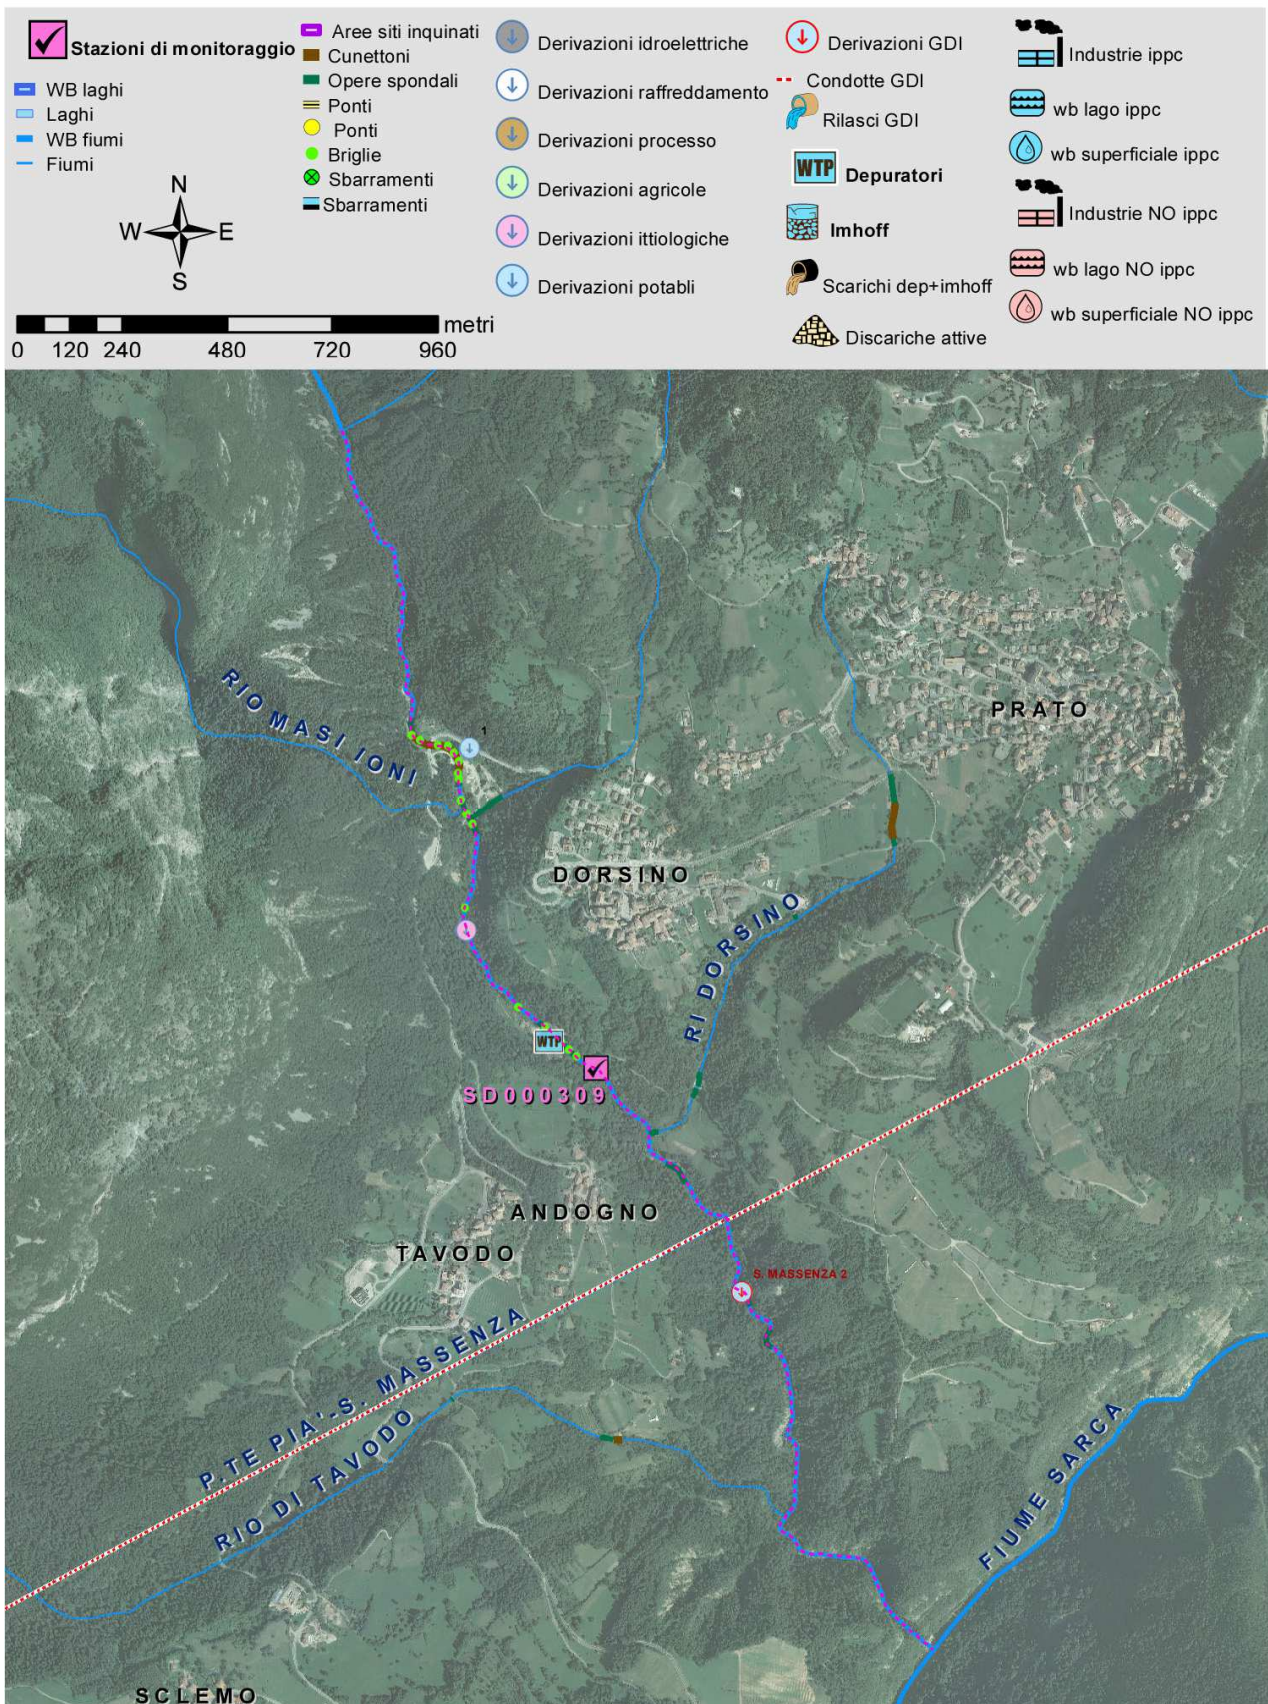 Stazioni di monitoraggio
WB laghi
Laghi
WB fiumi
Fiumi
N
W
E
S
metri
0 120 240 480 720 960
Aree siti inquinati
Cunettoni
Opere spondali
Ponti
Ponti
Briglie
Sbarramenti
Sbarramenti
Derivazioni idroelettriche
Derivazioni raffreddamento
Derivazioni processo
Derivazioni agricole
Derivazioni ittiologiche
Derivazioni potabli
Derivazioni GDI
Condotte GDI
Rilasci GDI
WTP Depuratori
Imhoff
Scarichi dep+imhoff
Discariche attive
Industrie ippc
wb lago ippc
wb superficiale ippc
Industrie NO ippc
wb lago NO ippc
wb superficiale NO ippc
RIO MASI IONI
PRATO
1
DORSINO
RI DORSINO
WTP
SD000309
ANDOGNO
TAVODO
S. MASSENZA 2
P.TE PIA'-S. MASSENZA
RIO DI TAVODO
FIUME SARCA
SCLEMO